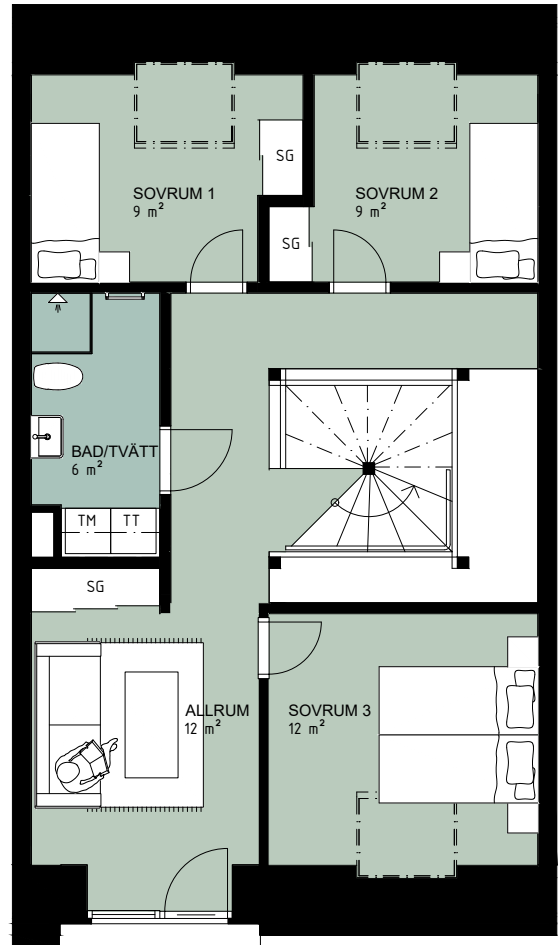 SG
SOVRUM 1
9 m²
SOVRUM 2
9 m²
SG
BAD/TVÄTT
6 m²
TM
TT
SG
ALLRUM
12 m²
SOVRUM 3
12 m²